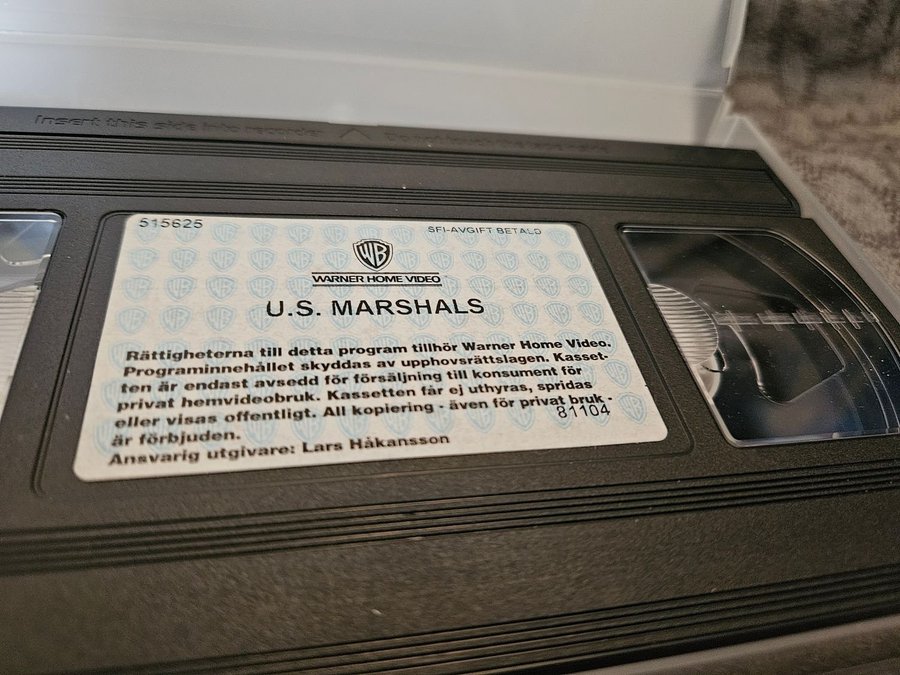 Insert this side into recorder
515625
SFI-AVGIFT BETALD
WB
WARNER HOME VIDEO
U.S. MARSHALS
Rättigheterna till detta program tillhör Warner Home Video.
Programinnehållet skyddas av upphovsrättslagen. Kasset-
ten är endast avsedd för försäljning till konsument för
privat hemvideobruk. Kassetten får ej uthyras, spridas
eller visas offentligt. All kopiering - även för privat bruk -
81104
är förbjuden.
Ansvarig utgivare: Lars Håkansson